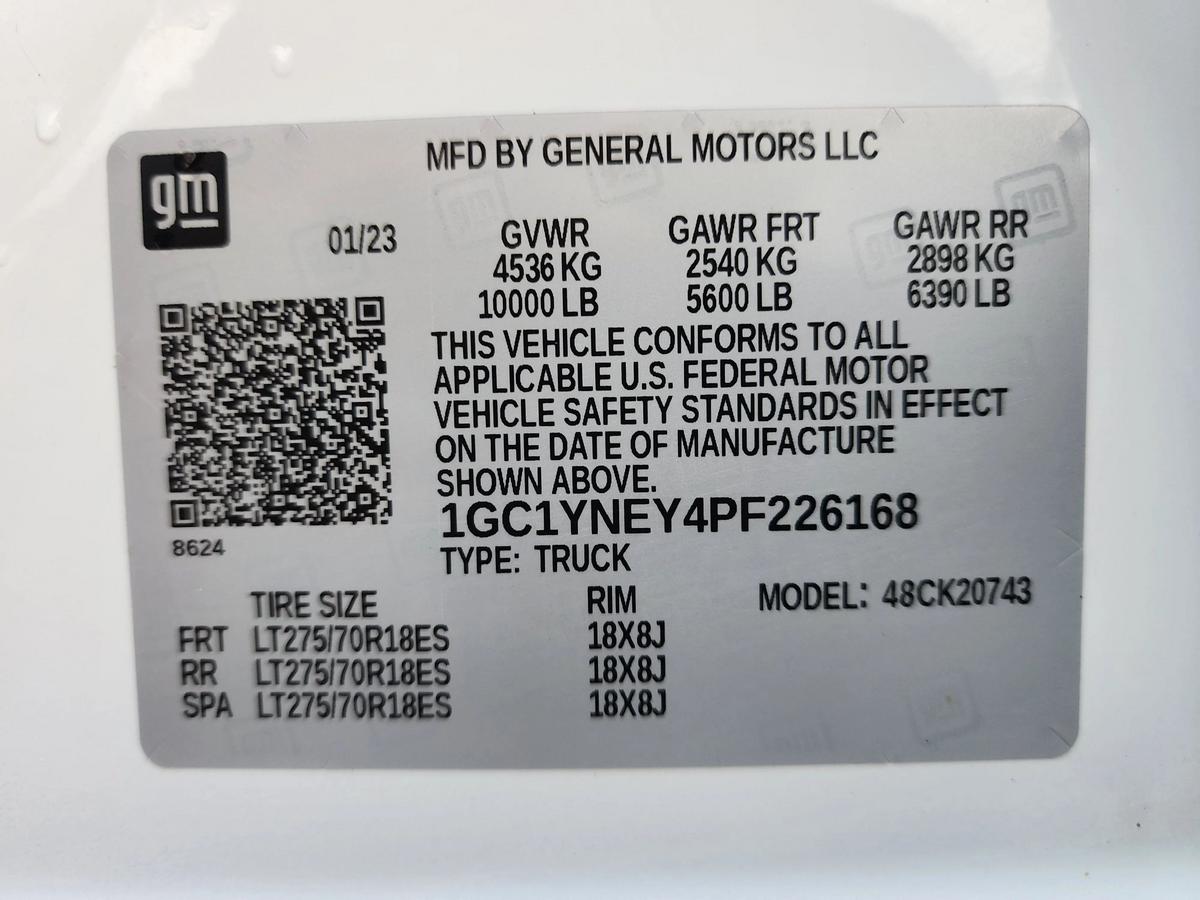 gm
MFD BY GENERAL MOTORS LLC
01/23
GVWR GAWR FRT GAWR RR
4536 KG 2540 KG 2898 KG
10000 LB 5600 LB 6390 LB
THIS VEHICLE CONFORMS TO ALL
APPLICABLE U.S. FEDERAL MOTOR
VEHICLE SAFETY STANDARDS IN EFFECT
ON THE DATE OF MANUFACTURE
SHOWN ABOVE.
1GC1YNEY4PF226168
8624
TYPE: TRUCK
TIRE SIZE RIM MODEL: 48CK20743
FRT LT275/70R18ES 18X8J
RR LT275/70R18ES 18X8J
SPA LT275/70R18ES 18X8J